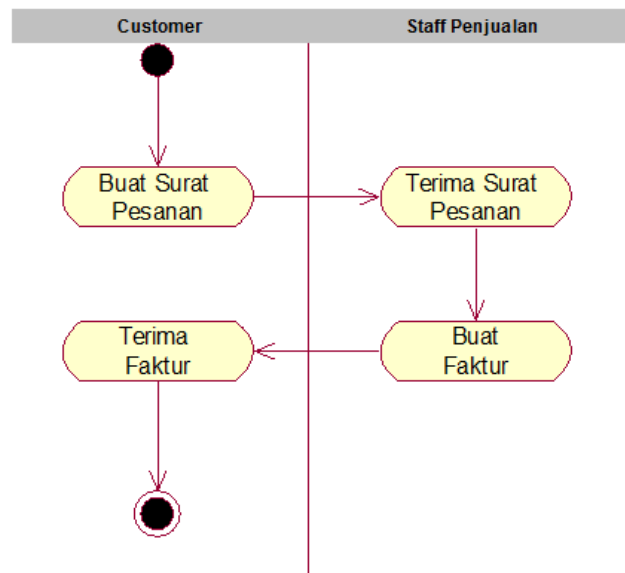 Customer
Staff Penjualan
Buat Surat
Pesanan
Terima Surat
Pesanan
Terima
Faktur
Buat
Faktur